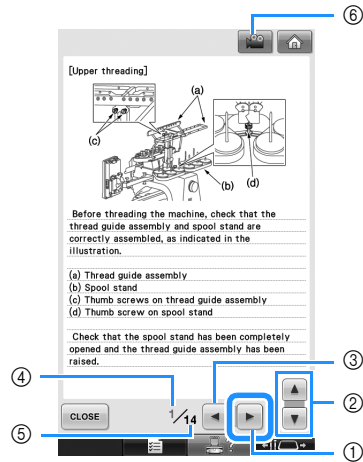 ⑥
[Upper threading]
(a)
(c)
(b)
(d)
Before threading the machine, check that the
thread guide assembly and spool stand are
correctly assembled, as indicated in the
illustration.
(a) Thread guide assembly
(b) Spool stand
(c) Thumb screws on thread guide assembly
(d) Thumb screw on spool stand
Check that the spool stand has been completely
opened and the thread guide assembly has been
raised.
③
④
②
CLOSE
1/14
⑤
①